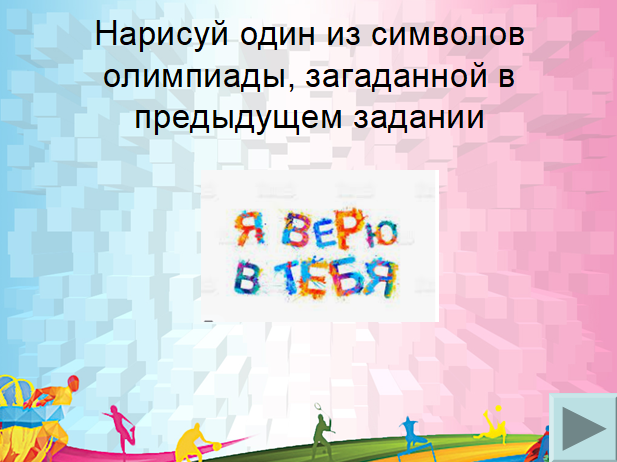 Нарисуй один из символов
олимпиады, загаданной в
предыдущем задании
Я ВЕРЮ
В ТЕБЯ